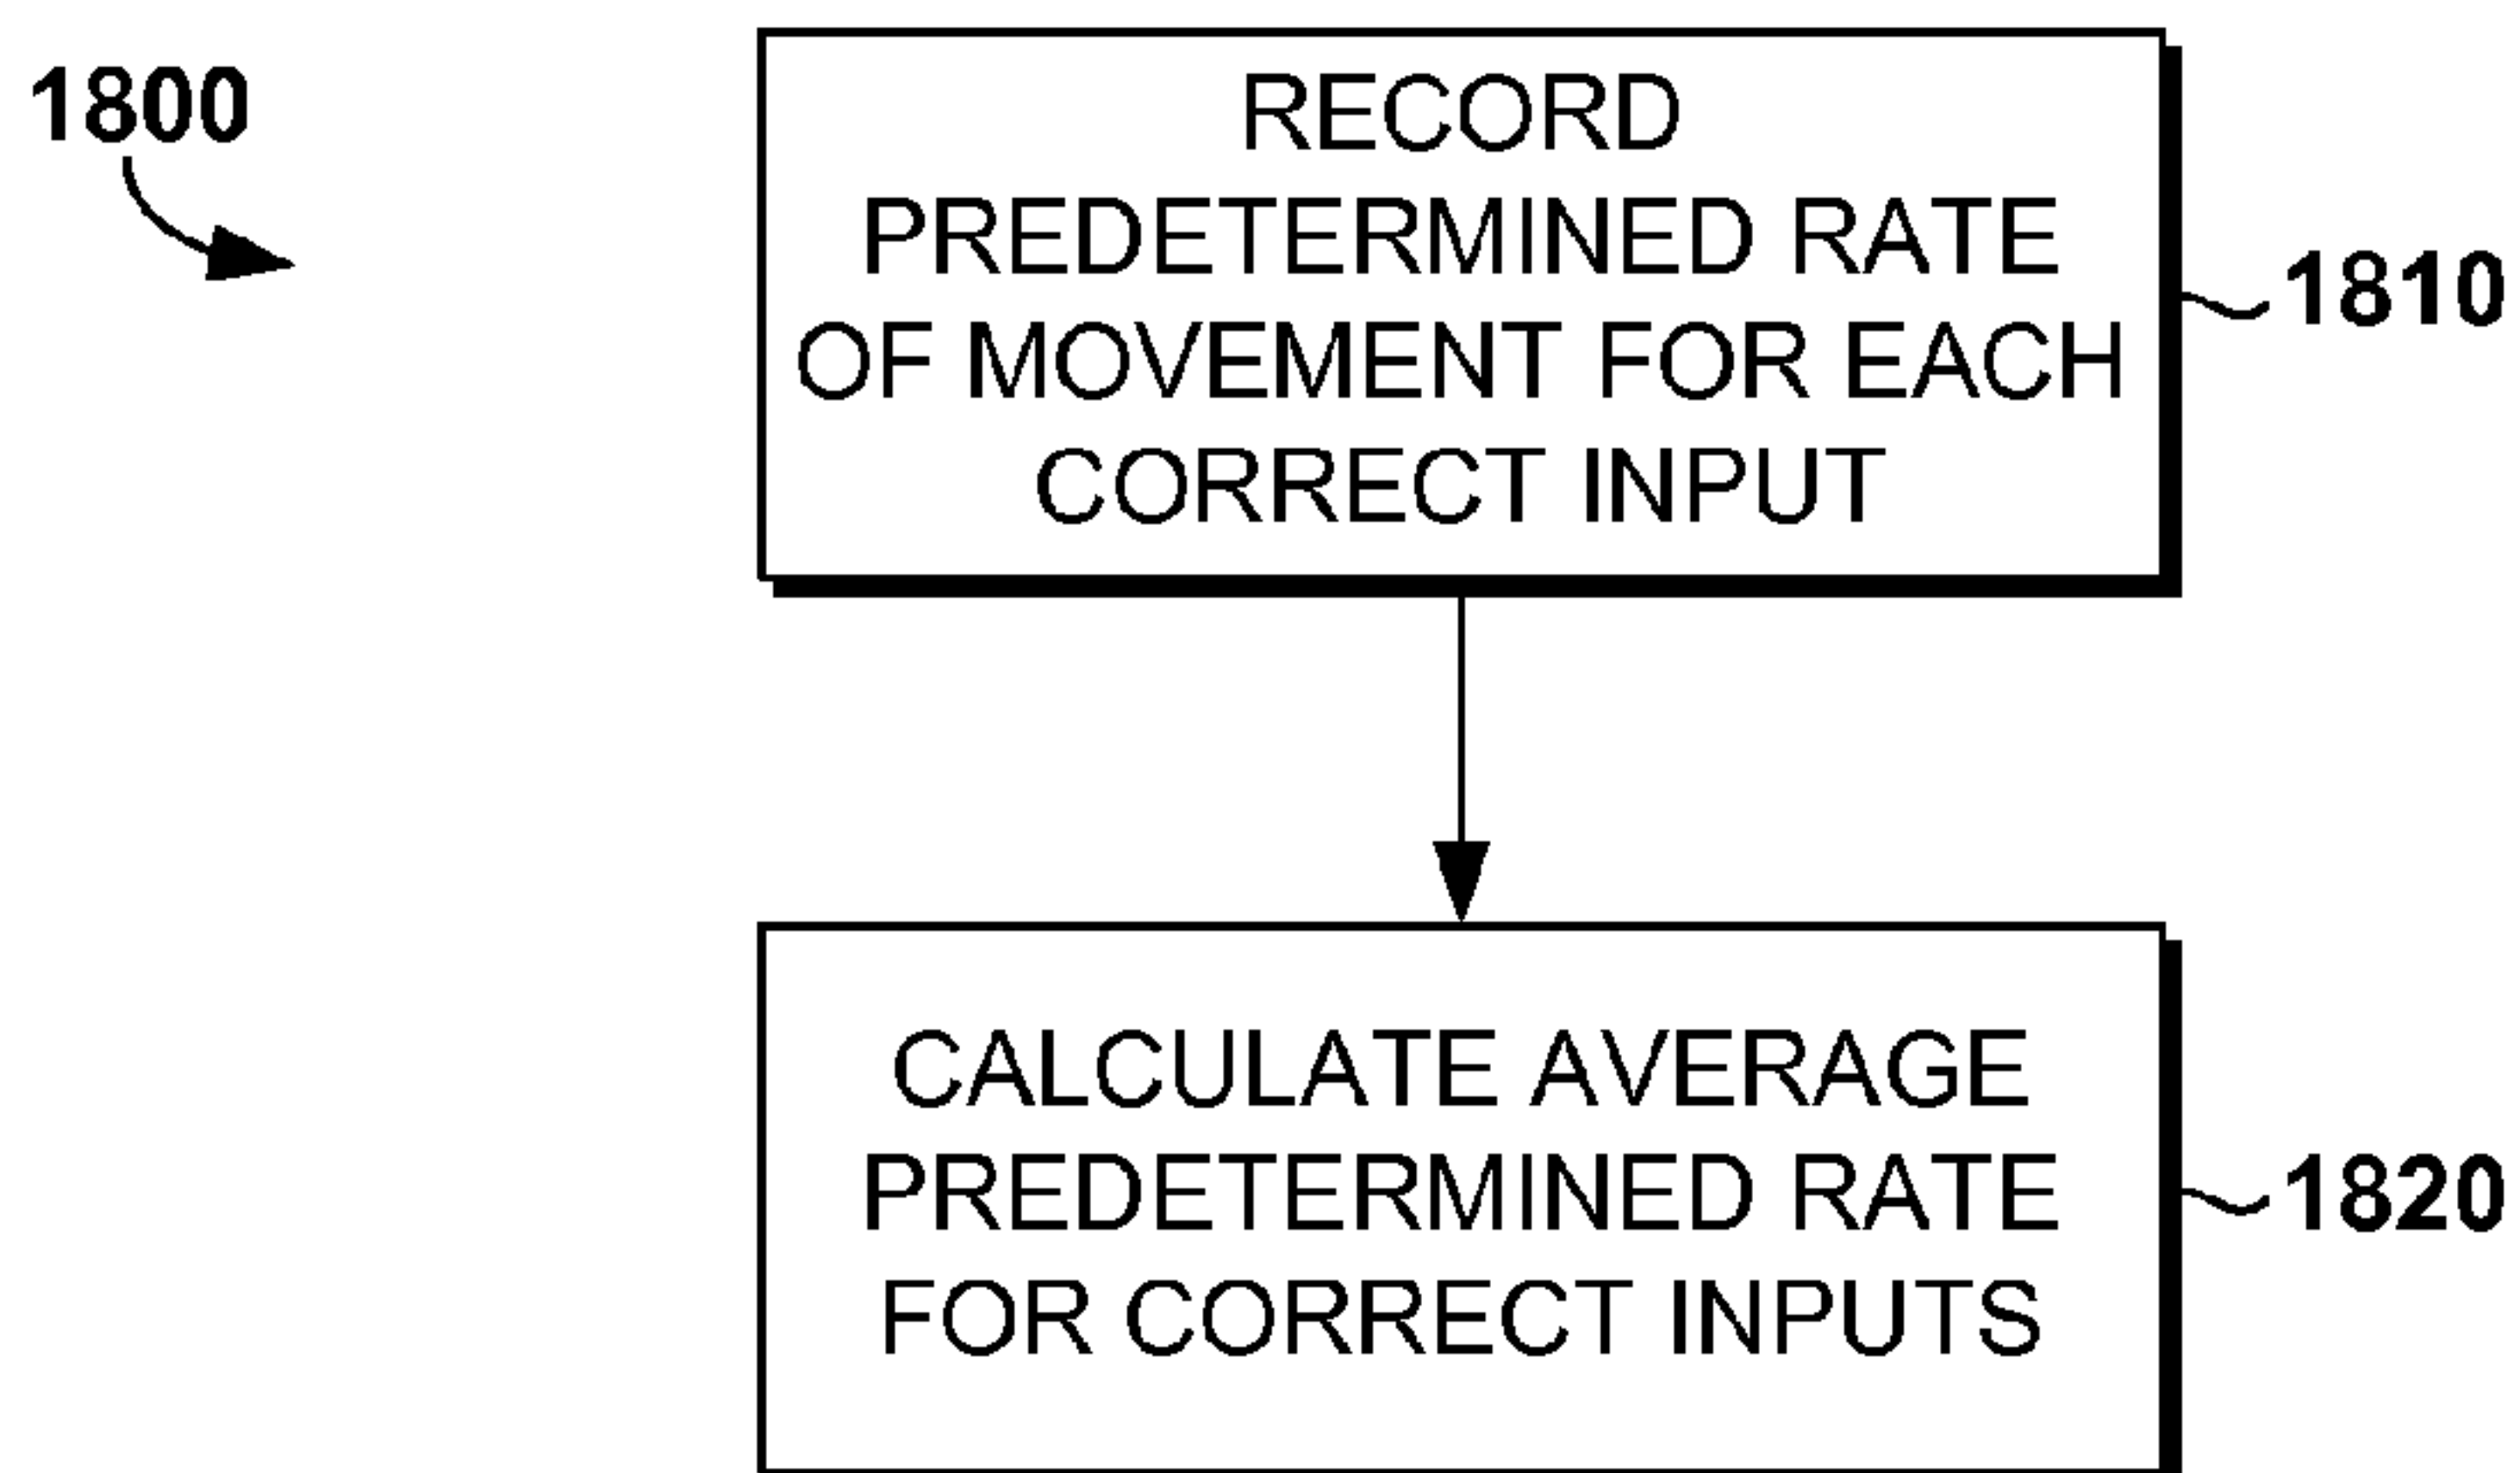 1800
RECORD
PREDETERMINED RATE
OF MOVEMENT FOR EACH
CORRECT INPUT
1810
CALCULATE AVERAGE
PREDETERMINED RATE
FOR CORRECT INPUTS
1820